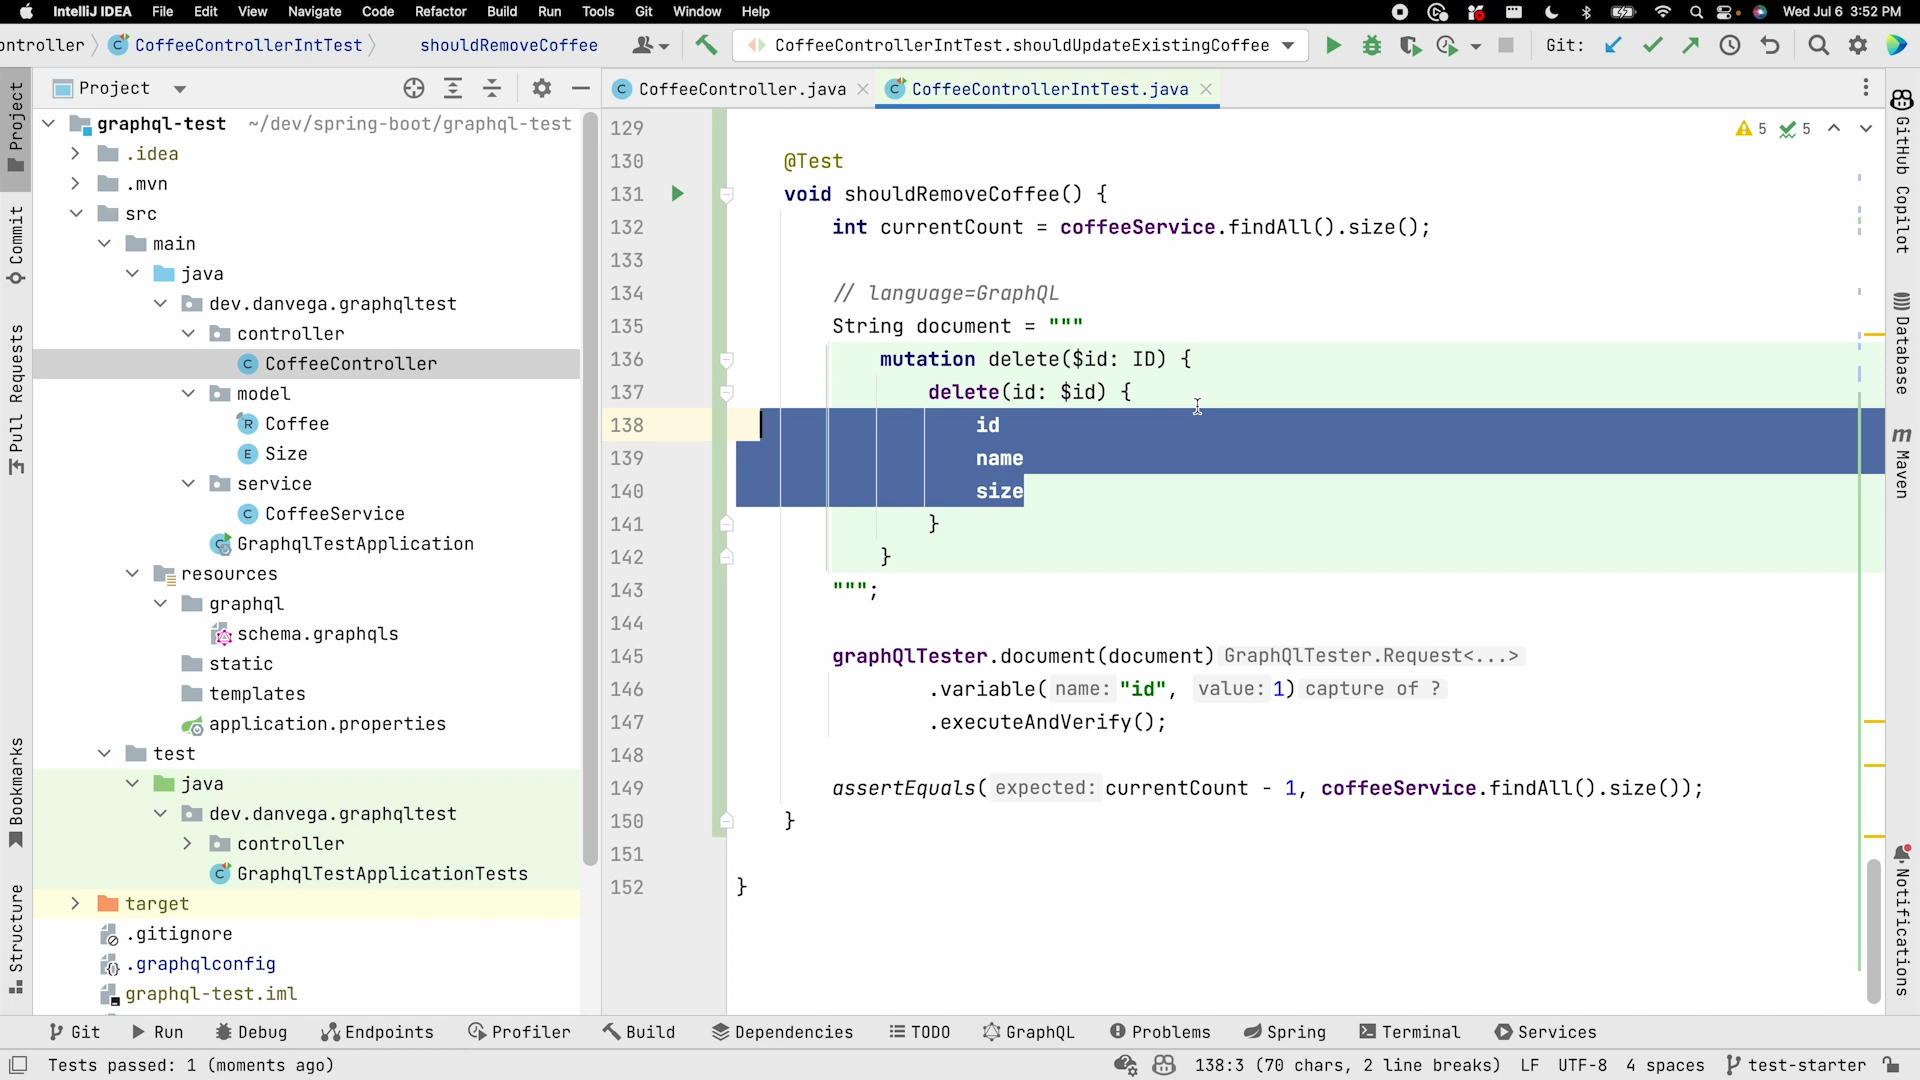 IntelliJ IDEA File Edit View Navigate Code Refactor Build Run Tools Git Window Help Wed Jul 6 3:52 PM
ontroller CoffeeControllerIntTest shouldRemoveCoffee CoffeeControllerIntTest.shouldUpdateExistingCoffee Git:
Project
CoffeeController.java CoffeeControllerIntTest.java
Project
Commit
Pull Requests
Bookmarks
Structure
graphql-test ~/dev/spring-boot/graphql-test
.idea
.mvn
src
main
java
dev.danvega.graphqltest
controller
CoffeeController
model
Coffee
Size
service
CoffeeService
GraphqlTestApplication
resources
graphql
schema.graphqls
static
templates
application.properties
test
java
dev.danvega.graphqltest
controller
GraphqlTestApplicationTests
target
.gitignore
.graphqlconfig
graphql-test.iml
5 5
129
130 @Test
131 void shouldRemoveCoffee() {
132 int currentCount = coffeeService.findAll().size();
133
134 // language=GraphQL
135 String document = """
136 mutation delete($id: ID) {
137 delete(id: $id) {
138 id
139 name
140 size
141 }
142 }
143 """;
144
145 graphQlTester.document(document) GraphQlTester.Request<...>
146 .variable( name: "id", value: 1) capture of ?
147 .executeAndVerify();
148
149 assertEquals( expected: currentCount - 1, coffeeService.findAll().size());
150 }
151
152 }
GitHub Copilot
Database
Maven
Notifications
Git Run Debug Endpoints Profiler Build Dependencies TODO GraphQL Problems Spring Terminal Services
Tests passed: 1 (moments ago) 138:3 (70 chars, 2 line breaks) LF UTF-8 4 spaces test-starter